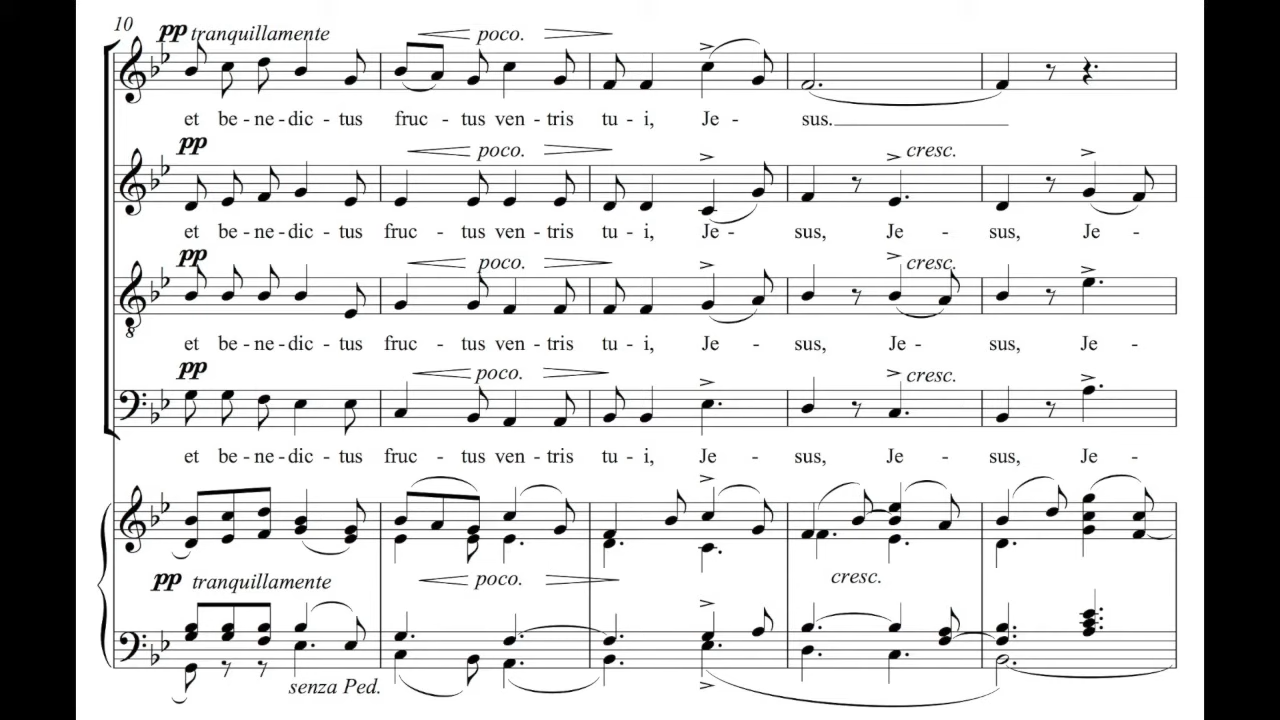 10
pp tranquillamente poco.
et be - ne - dic - tus fruc - tus ven - tris tu - i, Je - sus.
pp poco. cresc.
et be - ne - dic - tus fruc - tus ven - tris tu - i, Je - sus, Je - sus, Je -
pp poco. cresc.
8
et be - ne - dic - tus fruc - tus ven - tris tu - i, Je - sus, Je - sus, Je -
pp poco. cresc.
et be - ne - dic - tus fruc - tus ven - tris tu - i, Je - sus, Je - sus, Je -
pp tranquillamente poco. cresc.
senza Ped.